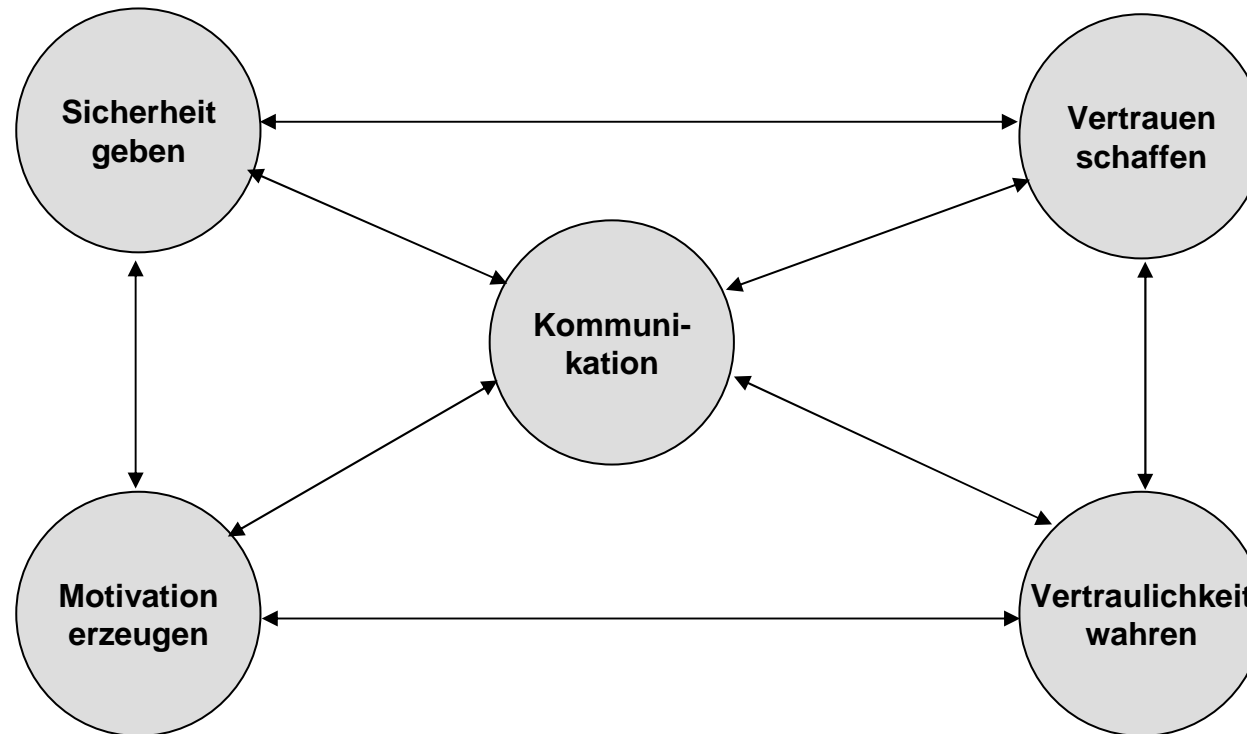 Sicherheit
geben
Vertrauen
schaffen
Kommuni-
kation
Motivation
erzeugen
Vertraulichkeit
wahren